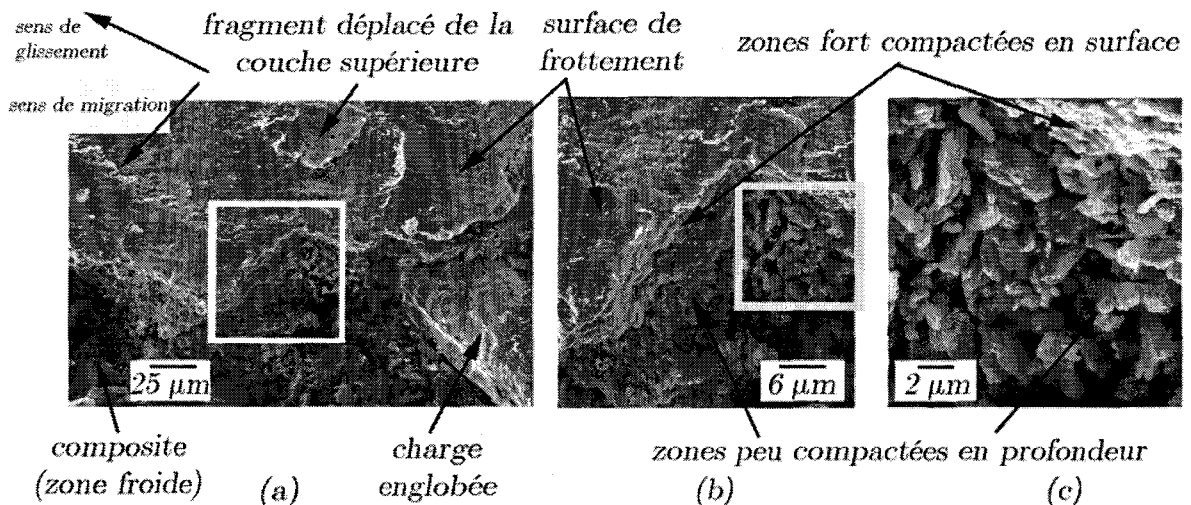 sens de
glissement
fragment déplacé de la
couche supérieure
surface de
frottement
zones fort compactées en surface
sens de migration
25 μm
6 μm
2 μm
composite
(zone froide)
(a)
charge
englobée
zones peu compactées en profondeur
(b)
(c)